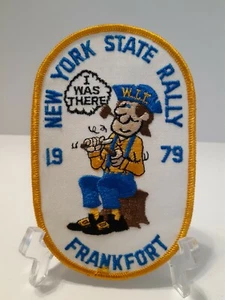 NEW YORK STATE RALLY
I
WAS
THERE
W.I.T.
19 79
FRANKFORT